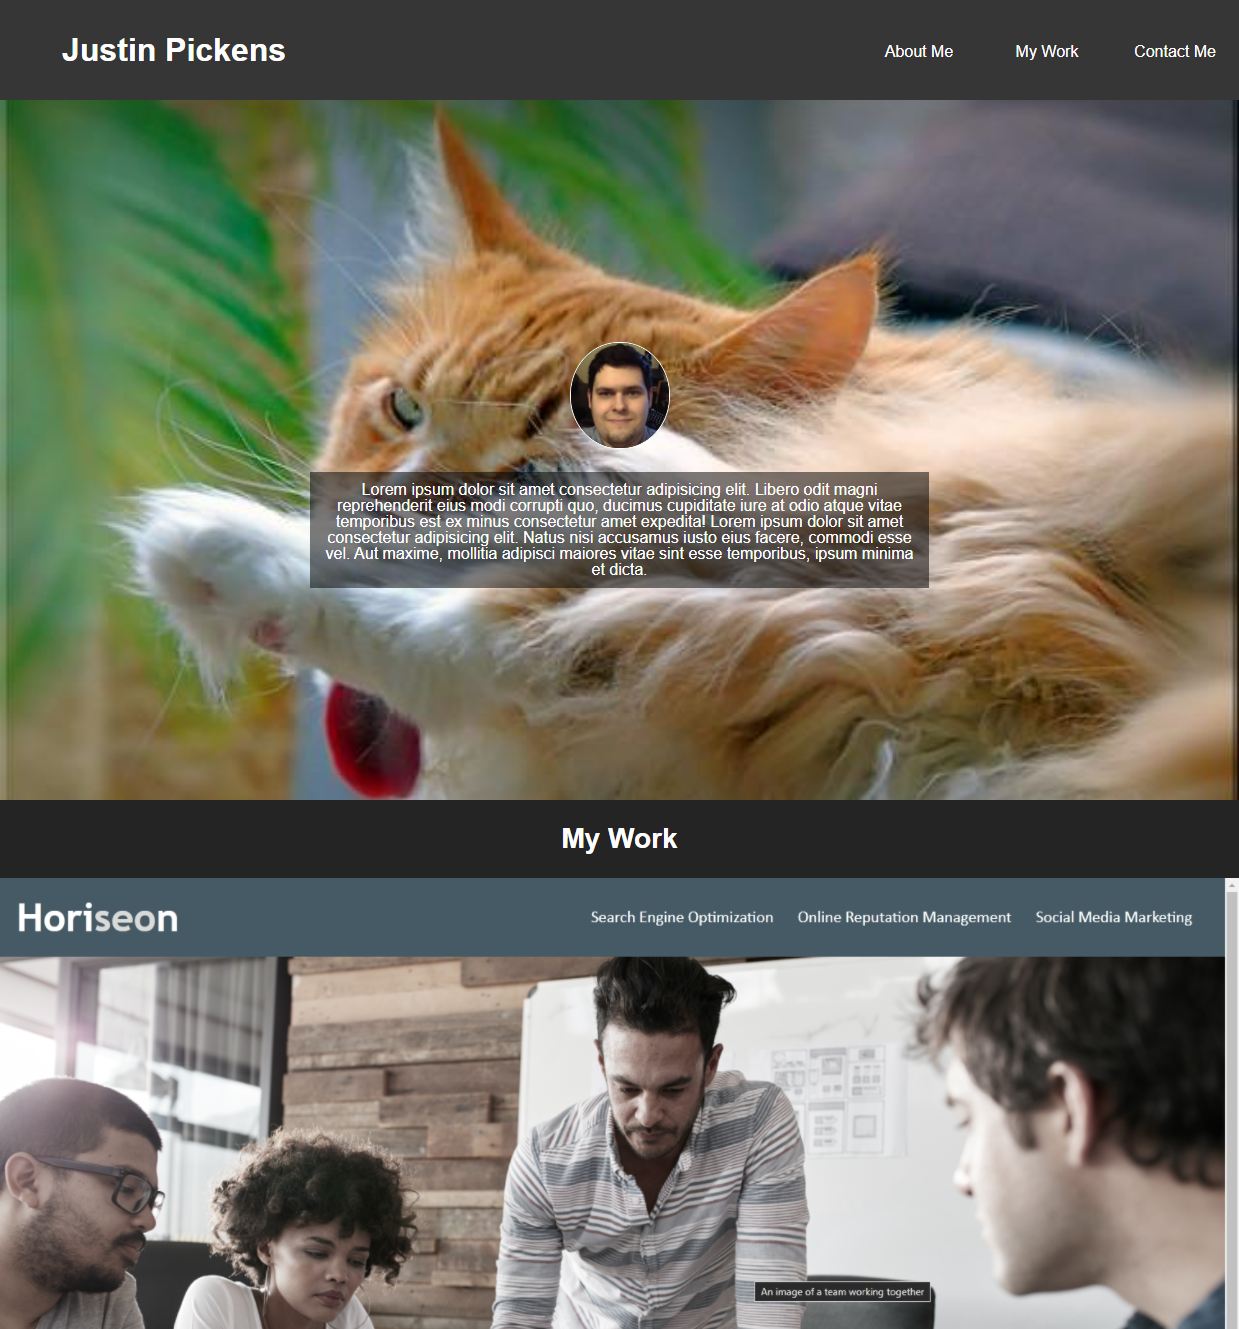 Justin Pickens
About Me
My Work
Contact Me
Lorem ipsum dolor sit amet consectetur adipisicing elit. Libero odit magni
reprehenderit eius modi corrupti quo, ducimus cupiditate iure at odio atque vitae
temporibus est ex minus consectetur amet expedita! Lorem ipsum dolor sit amet
consectetur adipisicing elit. Natus nisi accusamus iusto eius facere, commodi esse
vel. Aut maxime, mollitia adipisci maiores vitae sint esse temporibus, ipsum minima
et dicta.
My Work
Horiseon
Search Engine Optimization
Online Reputation Management
Social Media Marketing
An image of a team working together